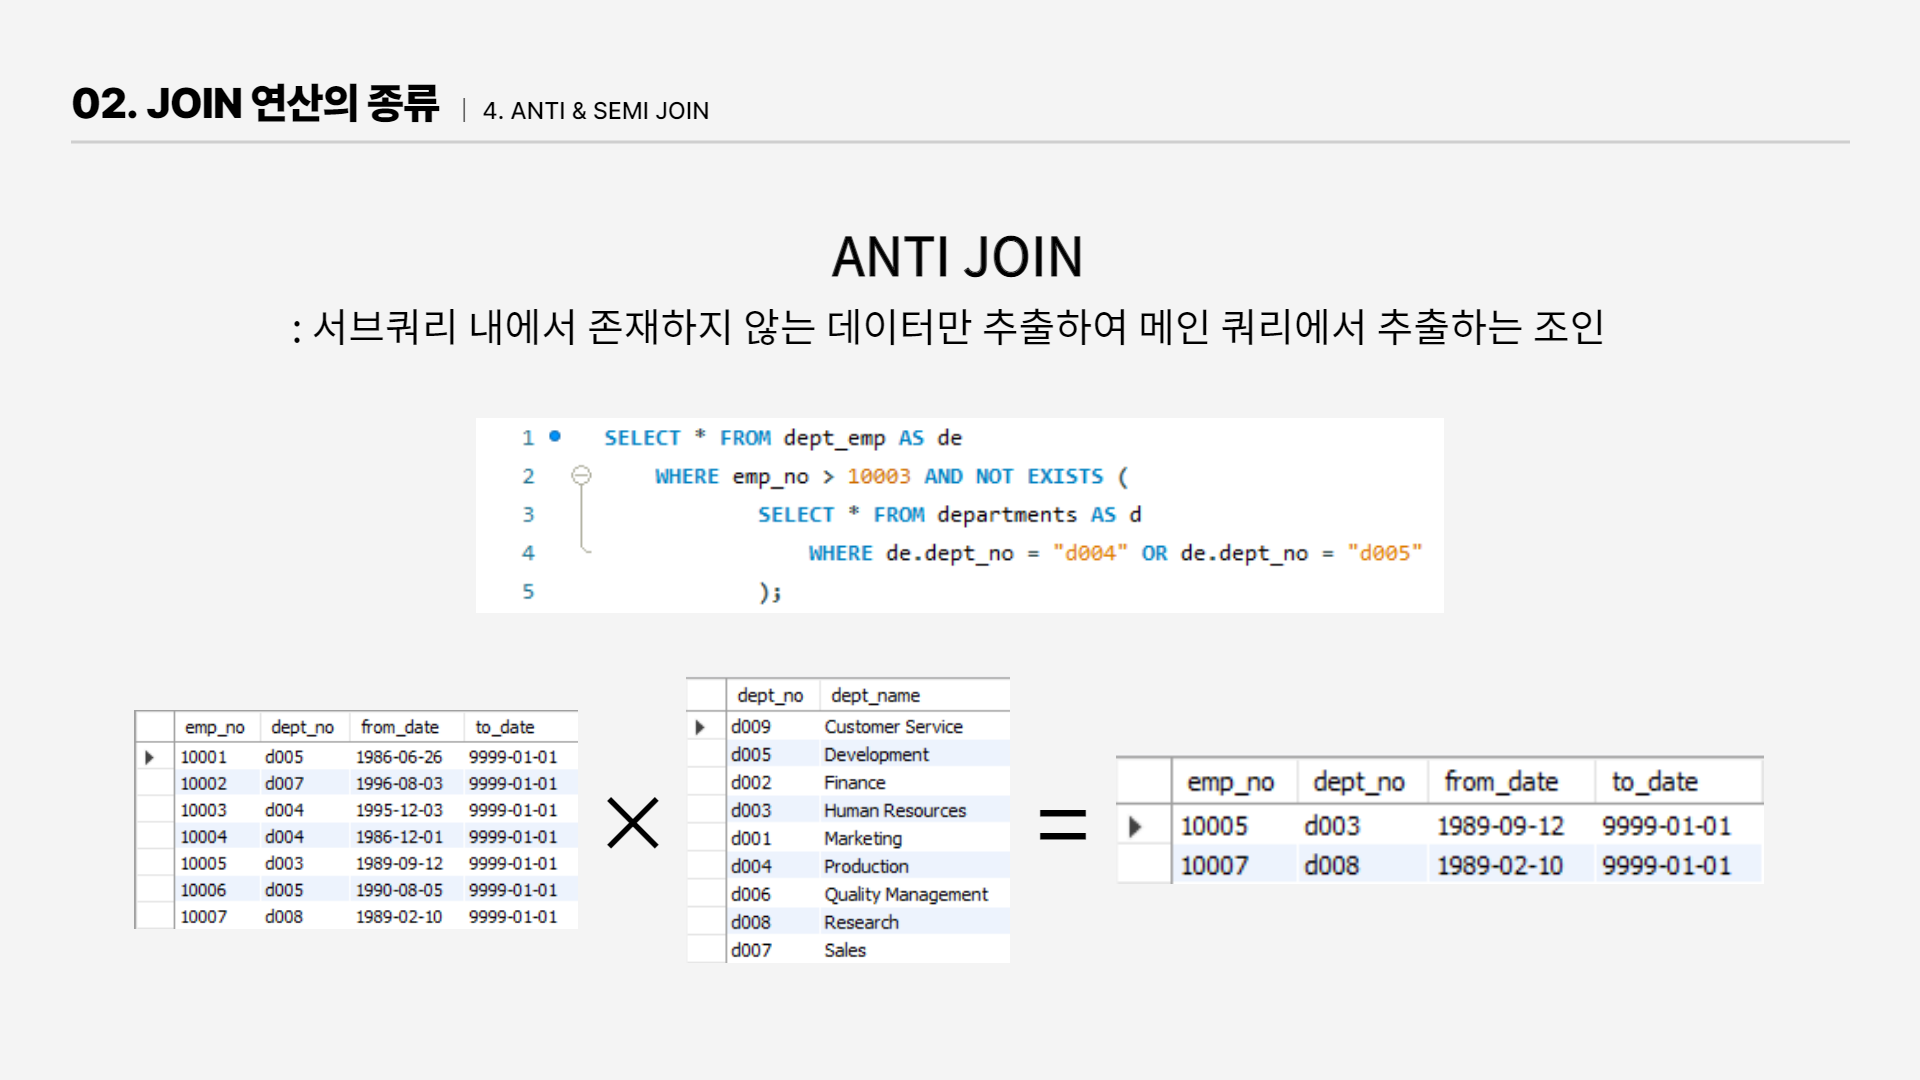 02. JOIN 연산의 종류 | 4. ANTI & SEMI JOIN
ANTI JOIN
: 서브쿼리 내에서 존재하지 않는 데이터만 추출하여 메인 쿼리에서 추출하는 조인
1 SELECT * FROM dept_emp AS de
2 WHERE emp_no > 10003 AND NOT EXISTS (
3 SELECT * FROM departments AS d
4 WHERE de.dept_no = "d004" OR de.dept_no = "d005"
5 );
emp_no dept_no from_date to_date
10001 d005 1986-06-26 9999-01-01
10002 d007 1996-08-03 9999-01-01
10003 d004 1995-12-03 9999-01-01
10004 d004 1986-12-01 9999-01-01
10005 d003 1989-09-12 9999-01-01
10006 d005 1990-08-05 9999-01-01
10007 d008 1989-02-10 9999-01-01
×
dept_no dept_name
d009 Customer Service
d005 Development
d002 Finance
d003 Human Resources
d001 Marketing
d004 Production
d006 Quality Management
d008 Research
d007 Sales
=
emp_no dept_no from_date to_date
10005 d003 1989-09-12 9999-01-01
10007 d008 1989-02-10 9999-01-01